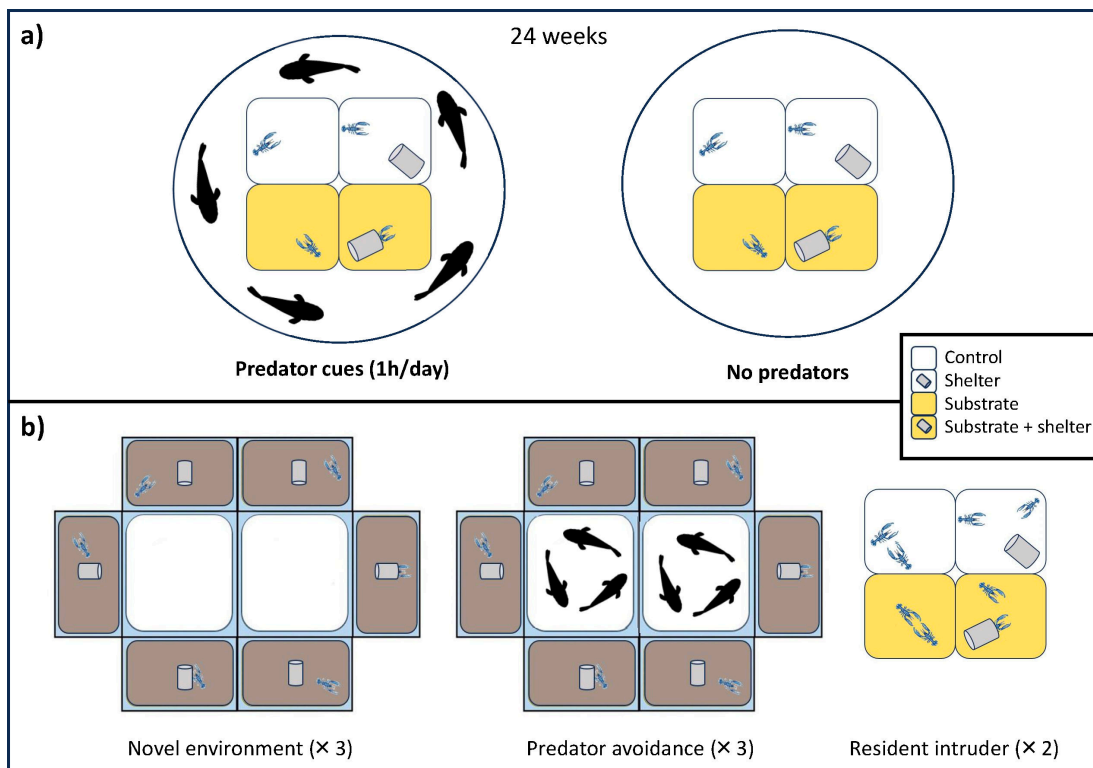 a)
24 weeks
Predator cues (1h/day)
No predators
Control
Shelter
Substrate
Substrate + shelter
b)
Novel environment (× 3)
Predator avoidance (× 3)
Resident intruder (× 2)